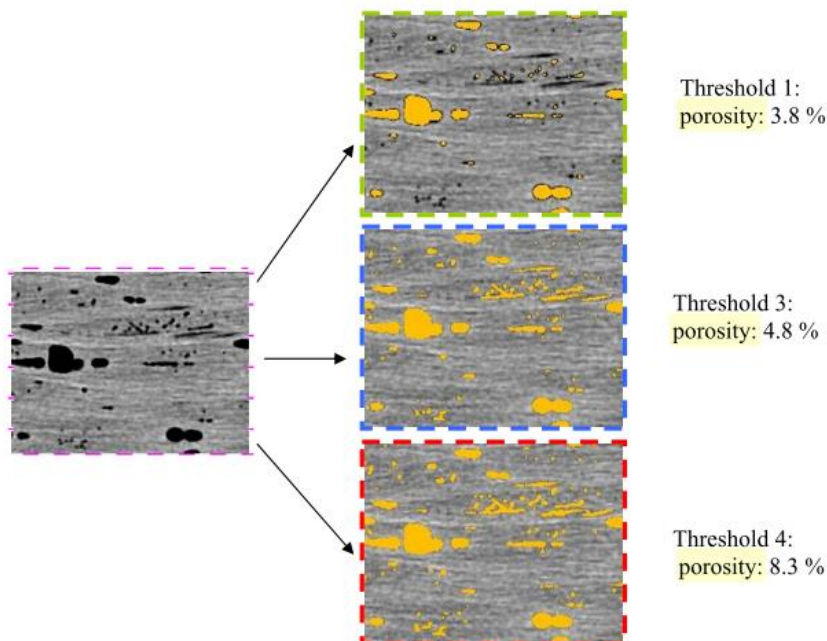 Threshold 1:
porosity: 3.8 %
Threshold 3:
porosity: 4.8 %
Threshold 4:
porosity: 8.3 %